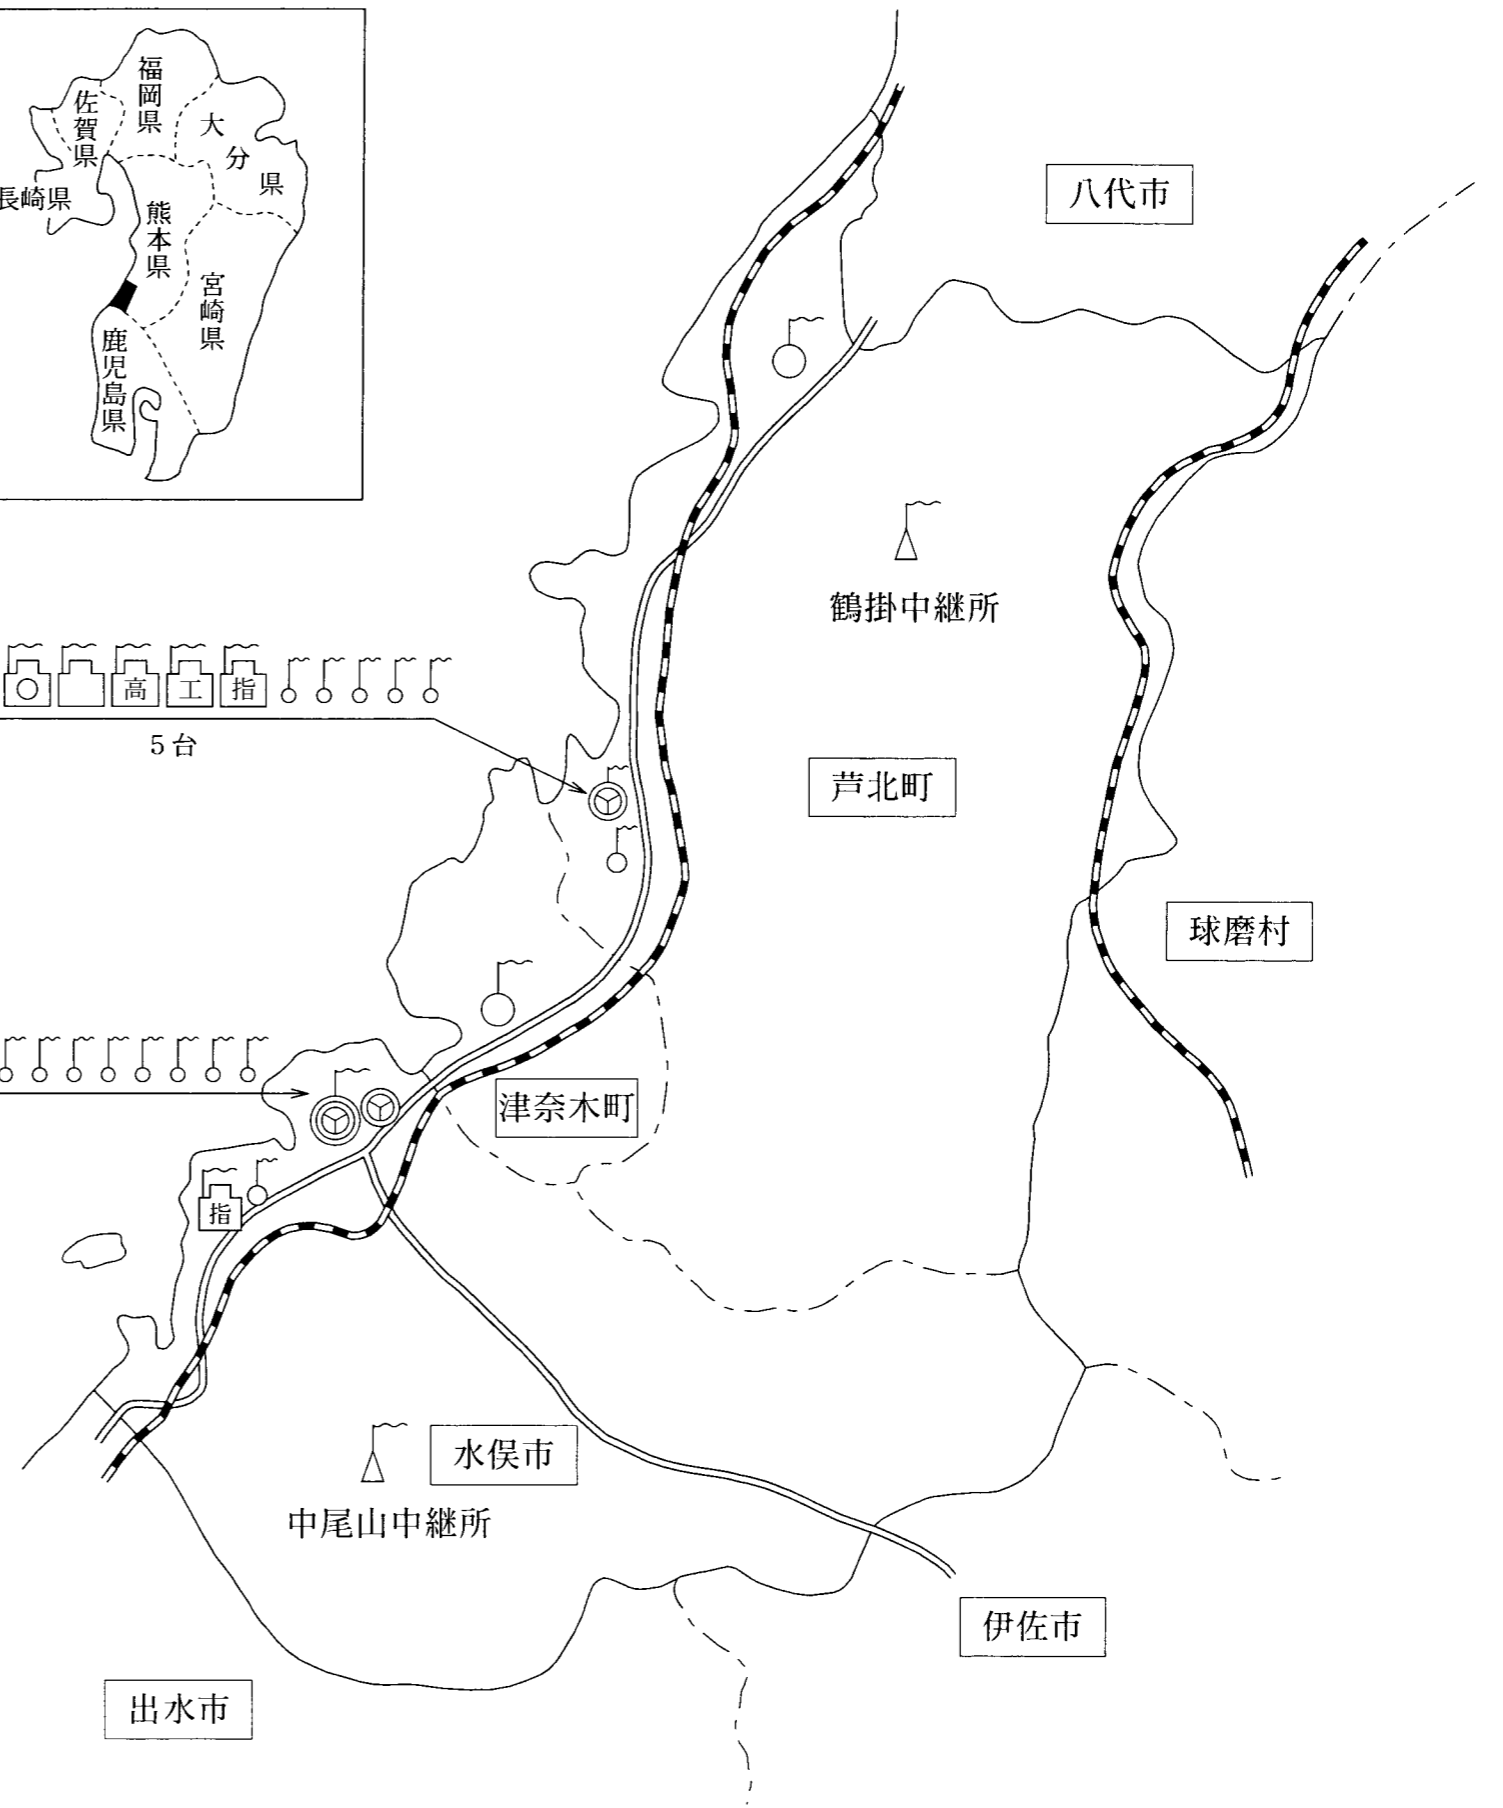 福岡県
佐賀県
大分県
長崎県
熊本県
宮崎県
鹿児島県
八代市
鶴掛中継所
高
工
指
5台
芦北町
球磨村
津奈木町
指
水俣市
中尾山中継所
伊佐市
出水市